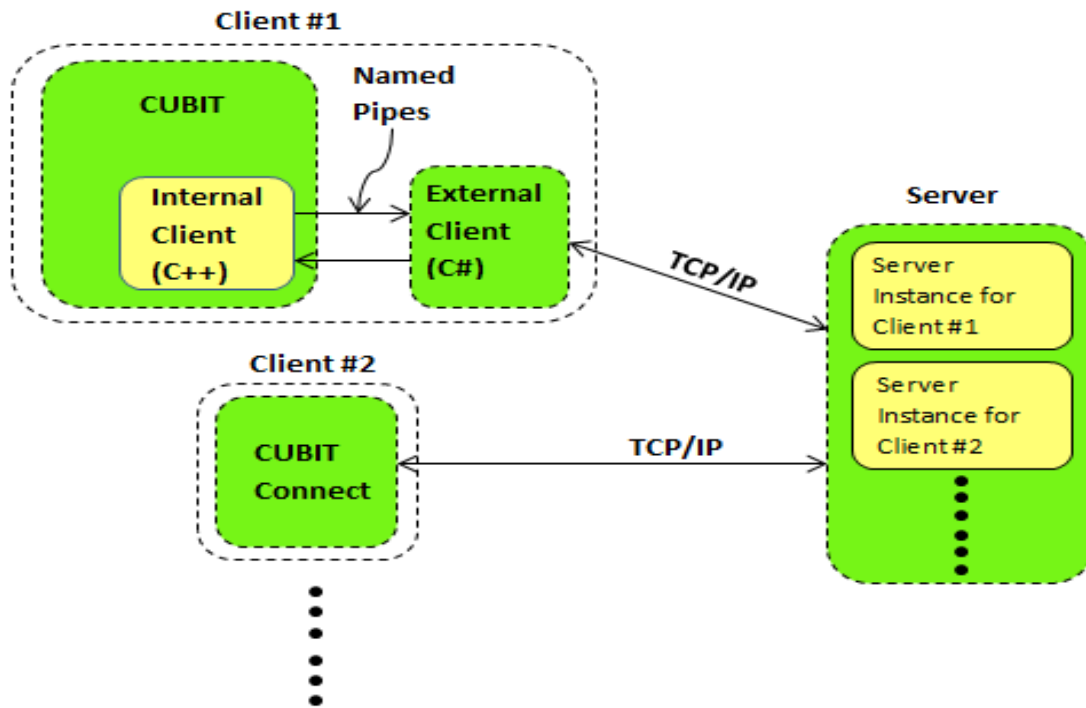 Client #1
CUBIT
Named
Pipes
Internal
Client
(C++)
External
Client
(C#)
TCP/IP
Server
Server
Instance for
Client #1
Server
Instance for
Client #2
Client #2
CUBIT
Connect
TCP/IP